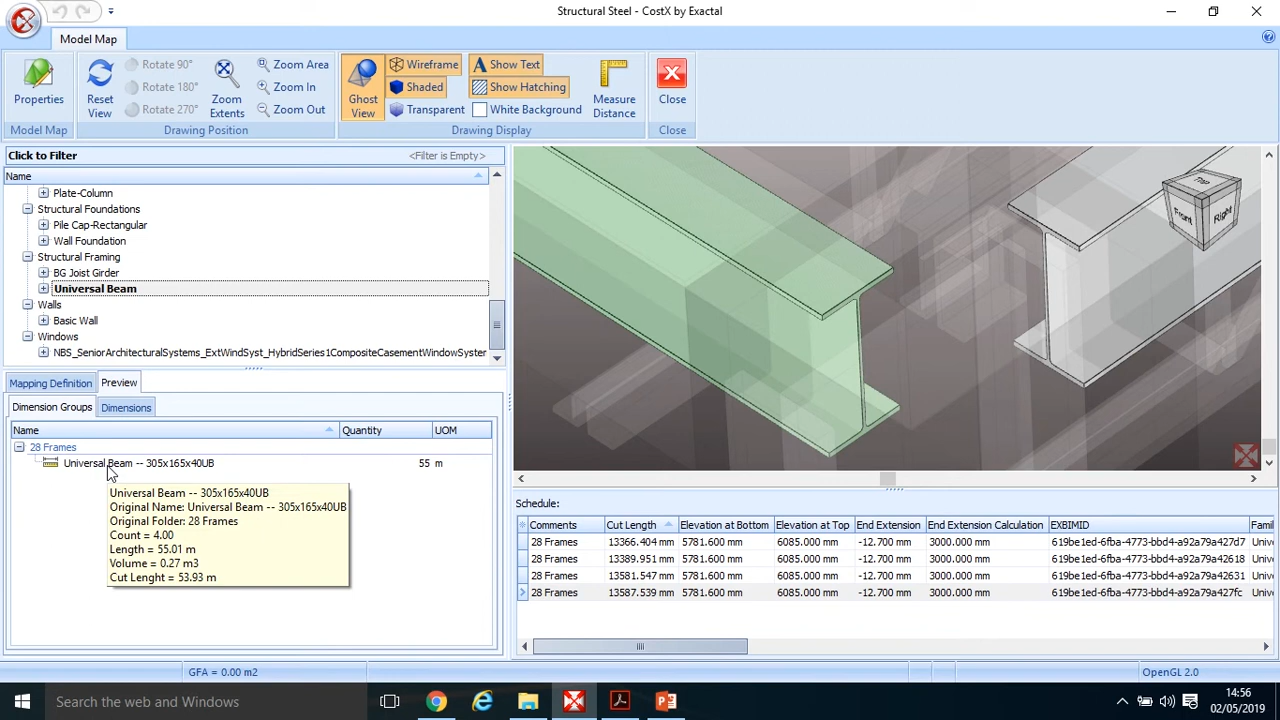 Structural Steel - CostX by Exactal
Model Map
Properties
Reset View
Rotate 90°
Rotate 180°
Rotate 270°
Zoom Extents
Zoom Area
Zoom In
Zoom Out
Ghost View
Wireframe
Shaded
Transparent
Show Text
Show Hatching
White Background
Measure Distance
Close
Model Map
Drawing Position
Drawing Display
Close
Click to Filter <Filter is Empty>
Name
Plate-Column
Structural Foundations
Pile Cap-Rectangular
Wall Foundation
Structural Framing
BG Joist Girder
Universal Beam
Walls
Basic Wall
Windows
NBS_SeniorArchitecturalSystems_ExtWindSyst_HybridSeries1CompositeCasementWindowSystem
Mapping Definition Preview
Dimension Groups Dimensions
Name Quantity UOM
28 Frames
Universal Beam -- 305x165x40UB 55 m
Universal Beam -- 305x165x40UB
Original Name: Universal Beam -- 305x165x40UB
Original Folder: 28 Frames
Count = 4.00
Length = 55.01 m
Volume = 0.27 m3
Cut Lenght = 53.93 m
Top
Front Right
Schedule:
Comments Cut Length Elevation at Bottom Elevation at Top End Extension End Extension Calculation EXBIMID Famil
28 Frames 13366.404 mm 5781.600 mm 6085.000 mm -12.700 mm 3000.000 mm 619be1ed-6fba-4773-bbd4-a92a79a427d7 Unive
28 Frames 13389.951 mm 5781.600 mm 6085.000 mm -12.700 mm 3000.000 mm 619be1ed-6fba-4773-bbd4-a92a79a42618 Unive
28 Frames 13581.547 mm 5781.600 mm 6085.000 mm -12.700 mm 3000.000 mm 619be1ed-6fba-4773-bbd4-a92a79a42631 Unive
28 Frames 13587.539 mm 5781.600 mm 6085.000 mm -12.700 mm 3000.000 mm 619be1ed-6fba-4773-bbd4-a92a79a427fc Unive
GFA = 0.00 m2 OpenGL 2.0
Search the web and Windows
14:56
02/05/2019